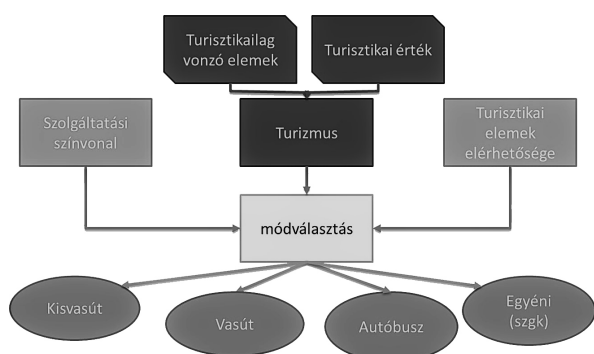 Turisztikailag
vonzó elemek
Turisztikai érték
Szolgáltatási
színvonal
Turizmus
Turisztikai
elemek
elérhetősége
módválasztás
Kisvasút
Vasút
Autóbusz
Egyéni
(szgk)